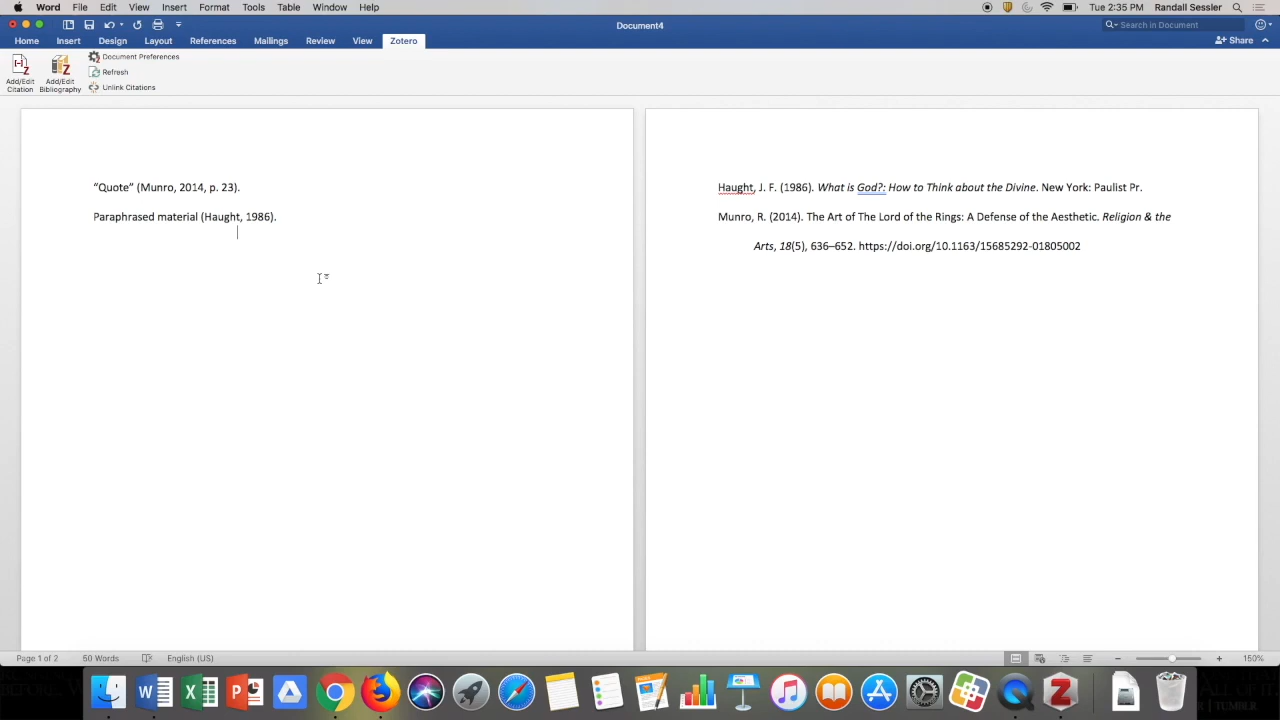 Word File Edit View Insert Format Tools Table Window Help Tue 2:35 PM Randall Sessler
Document4
Search in Document
Home Insert Design Layout References Mailings Review View Zotero
Share
Add/Edit Citation
Add/Edit Bibliography
Document Preferences
Refresh
Unlink Citations
“Quote” (Munro, 2014, p. 23).
Paraphrased material (Haught, 1986).
Haught, J. F. (1986). What is God?: How to Think about the Divine. New York: Paulist Pr.
Munro, R. (2014). The Art of The Lord of the Rings: A Defense of the Aesthetic. Religion & the
Arts, 18(5), 636–652. https://doi.org/10.1163/15685292-01805002
Page 1 of 2 50 Words English (US) 150%